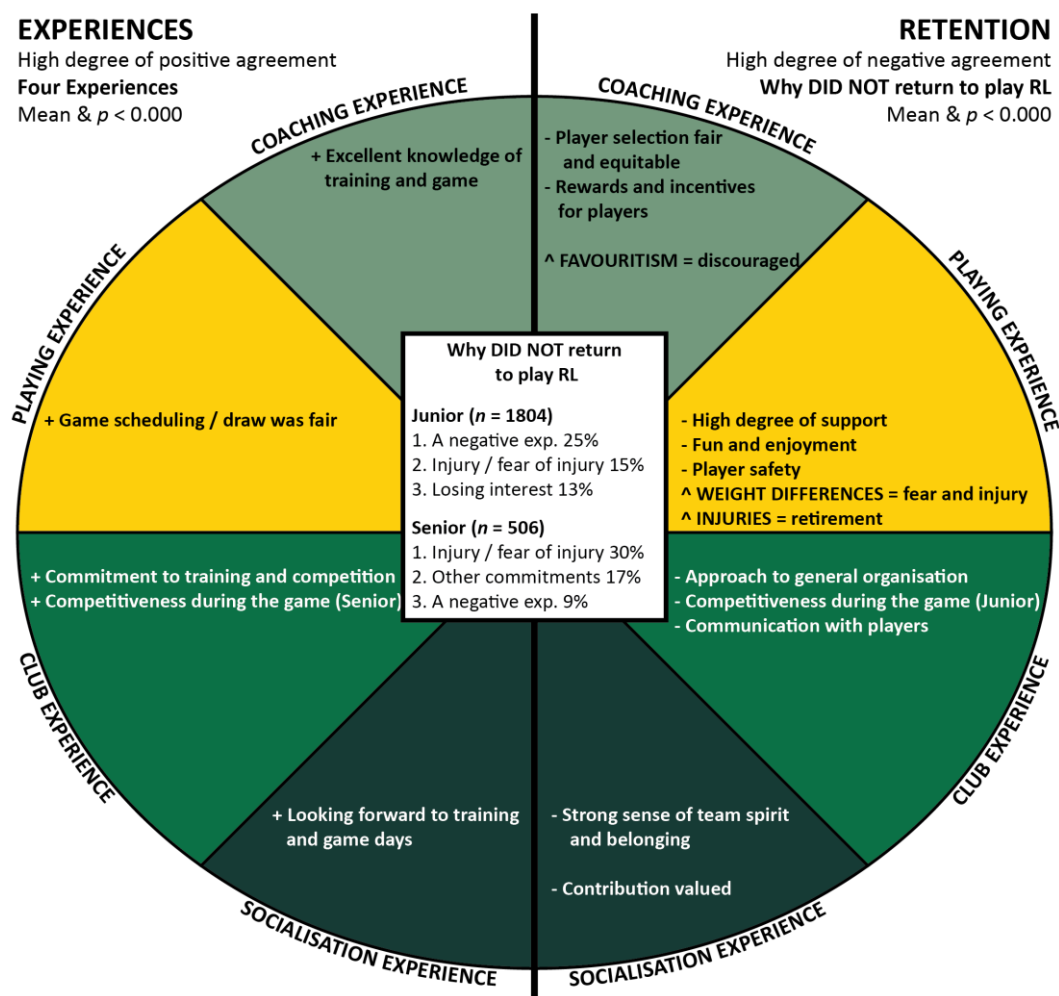 EXPERIENCES
High degree of positive agreement
Four Experiences
Mean & p < 0.000
RETENTION
High degree of negative agreement
Why DID NOT return to play RL
Mean & p < 0.000
COACHING EXPERIENCE
+ Excellent knowledge of
training and game
COACHING EXPERIENCE
- Player selection fair
and equitable
- Rewards and incentives
for players
^ FAVOURITISM = discouraged
PLAYING EXPERIENCE
+ Game scheduling / draw was fair
Why DID NOT return
to play RL
Junior (n = 1804)
1. A negative exp. 25%
2. Injury / fear of injury 15%
3. Losing interest 13%
Senior (n = 506)
1. Injury / fear of injury 30%
2. Other commitments 17%
3. A negative exp. 9%
PLAYING EXPERIENCE
- High degree of support
- Fun and enjoyment
- Player safety
^ WEIGHT DIFFERENCES = fear and injury
^ INJURIES = retirement
CLUB EXPERIENCE
+ Commitment to training and competition
+ Competitiveness during the game (Senior)
CLUB EXPERIENCE
- Approach to general organisation
- Competitiveness during the game (Junior)
- Communication with players
SOCIALISATION EXPERIENCE
+ Looking forward to training
and game days
SOCIALISATION EXPERIENCE
- Strong sense of team spirit
and belonging
- Contribution valued